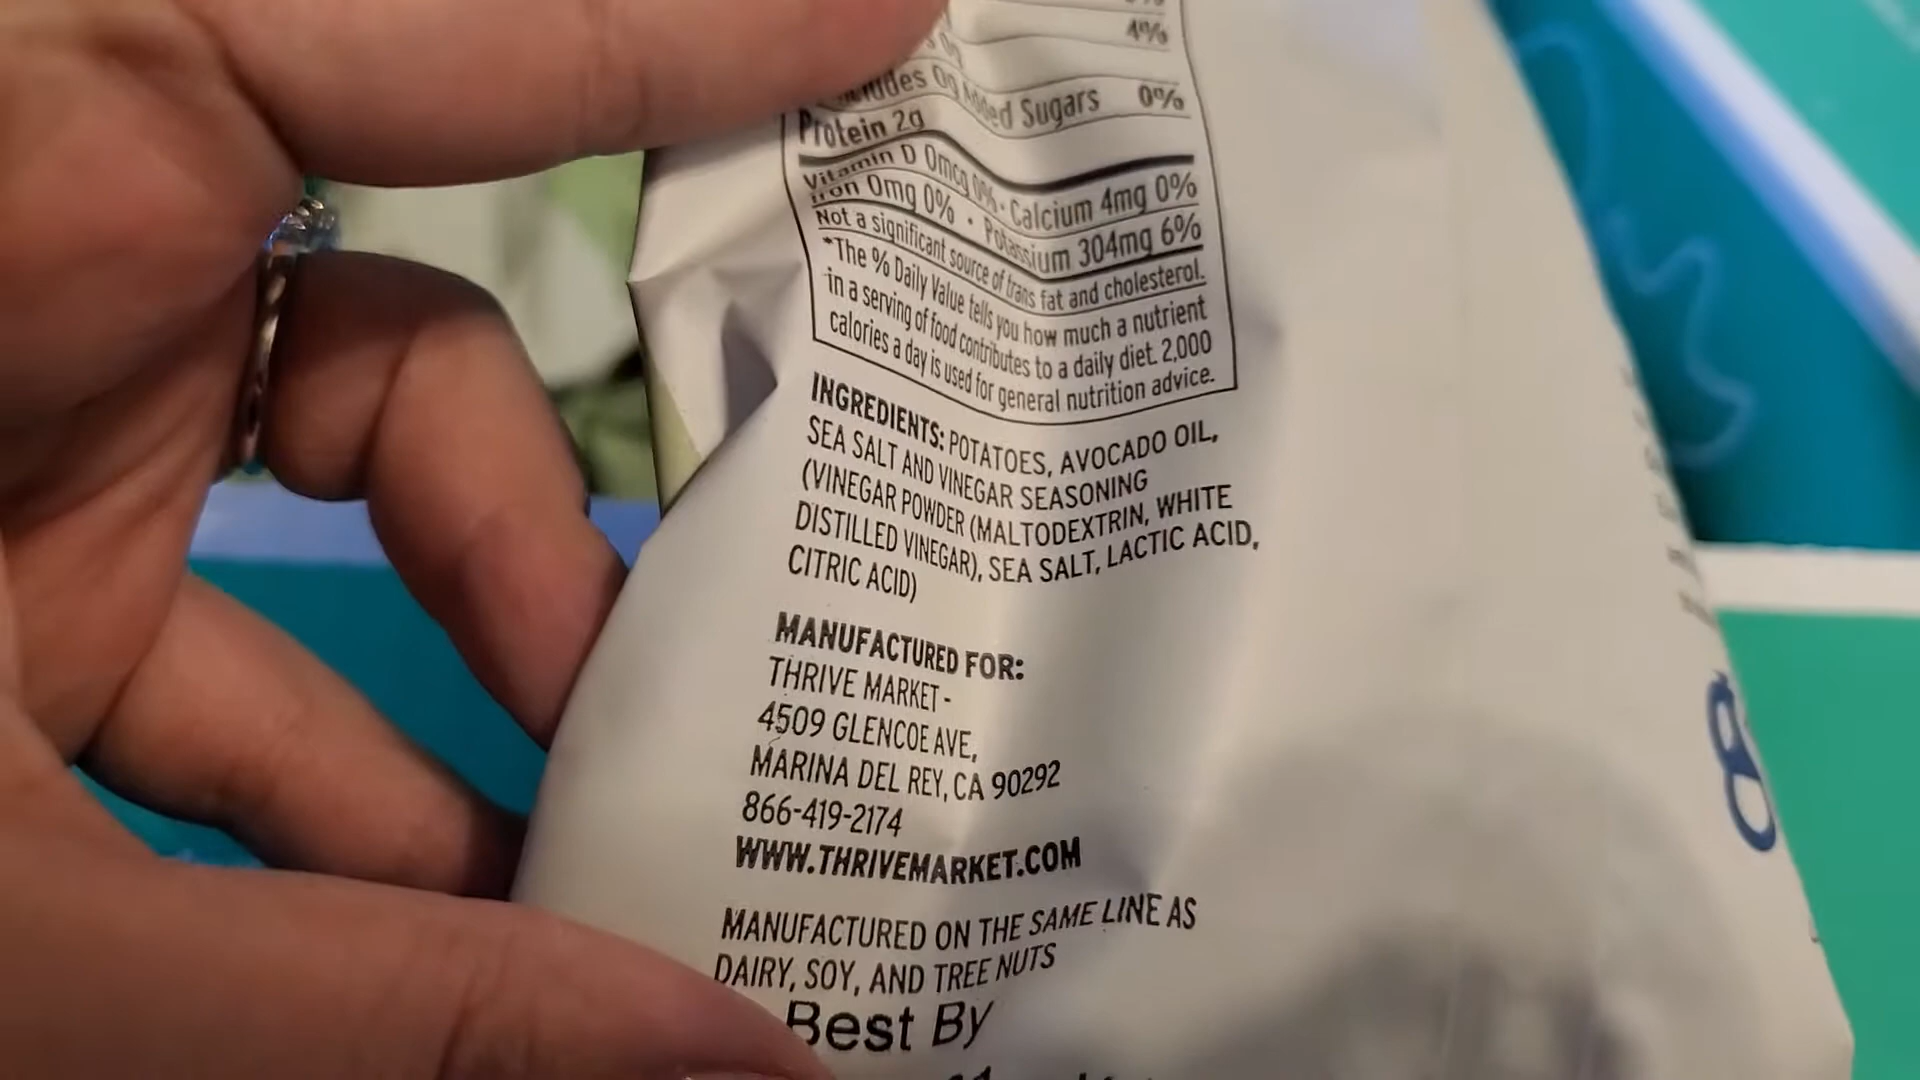 4%
0g
Includes 0g Added Sugars 0%
Protein 2g
Vitamin D 0mcg 0% • Calcium 4mg 0%
Iron 0mg 0% • Potassium 304mg 6%
Not a significant source of trans fat and cholesterol.
*The % Daily Value tells you how much a nutrient
in a serving of food contributes to a daily diet. 2,000
calories a day is used for general nutrition advice.
INGREDIENTS: POTATOES, AVOCADO OIL,
SEA SALT AND VINEGAR SEASONING
(VINEGAR POWDER (MALTODEXTRIN, WHITE
DISTILLED VINEGAR), SEA SALT, LACTIC ACID,
CITRIC ACID)
MANUFACTURED FOR:
THRIVE MARKET -
4509 GLENCOE AVE,
MARINA DEL REY, CA 90292
866-419-2174
WWW.THRIVEMARKET.COM
MANUFACTURED ON THE SAME LINE AS
DAIRY, SOY, AND TREE NUTS
Best By
8